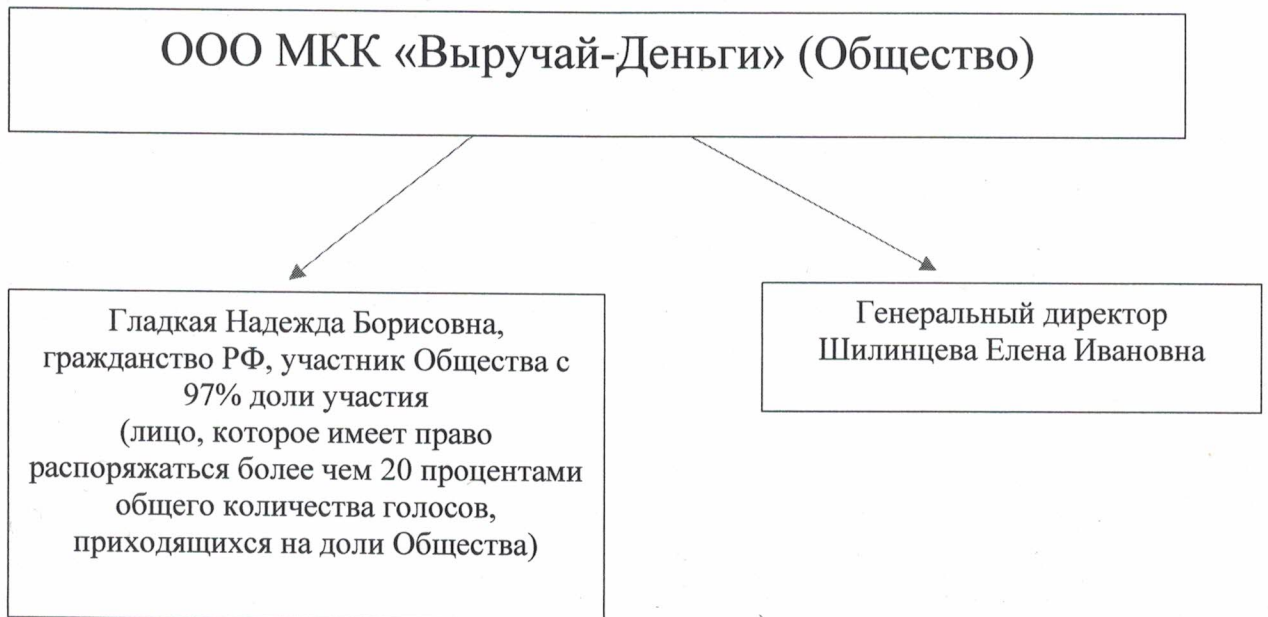 ООО МКК «Выручай-Деньги» (Общество)
Гладкая Надежда Борисовна,
гражданство РФ, участник Общества с
97% доли участия
(лицо, которое имеет право
распоряжаться более чем 20 процентами
общего количества голосов,
приходящихся на доли Общества)
Генеральный директор
Шилинцева Елена Ивановна